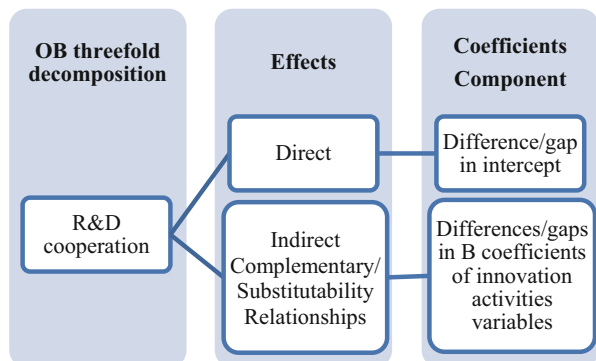 OB threefold
decomposition
Effects
Coefficients
Component
R&D
cooperation
Direct
Difference/gap
in intercept
Indirect
Complementary/
Substitutability
Relationships
Differences/gaps
in B coefficients
of innovation
activities
variables